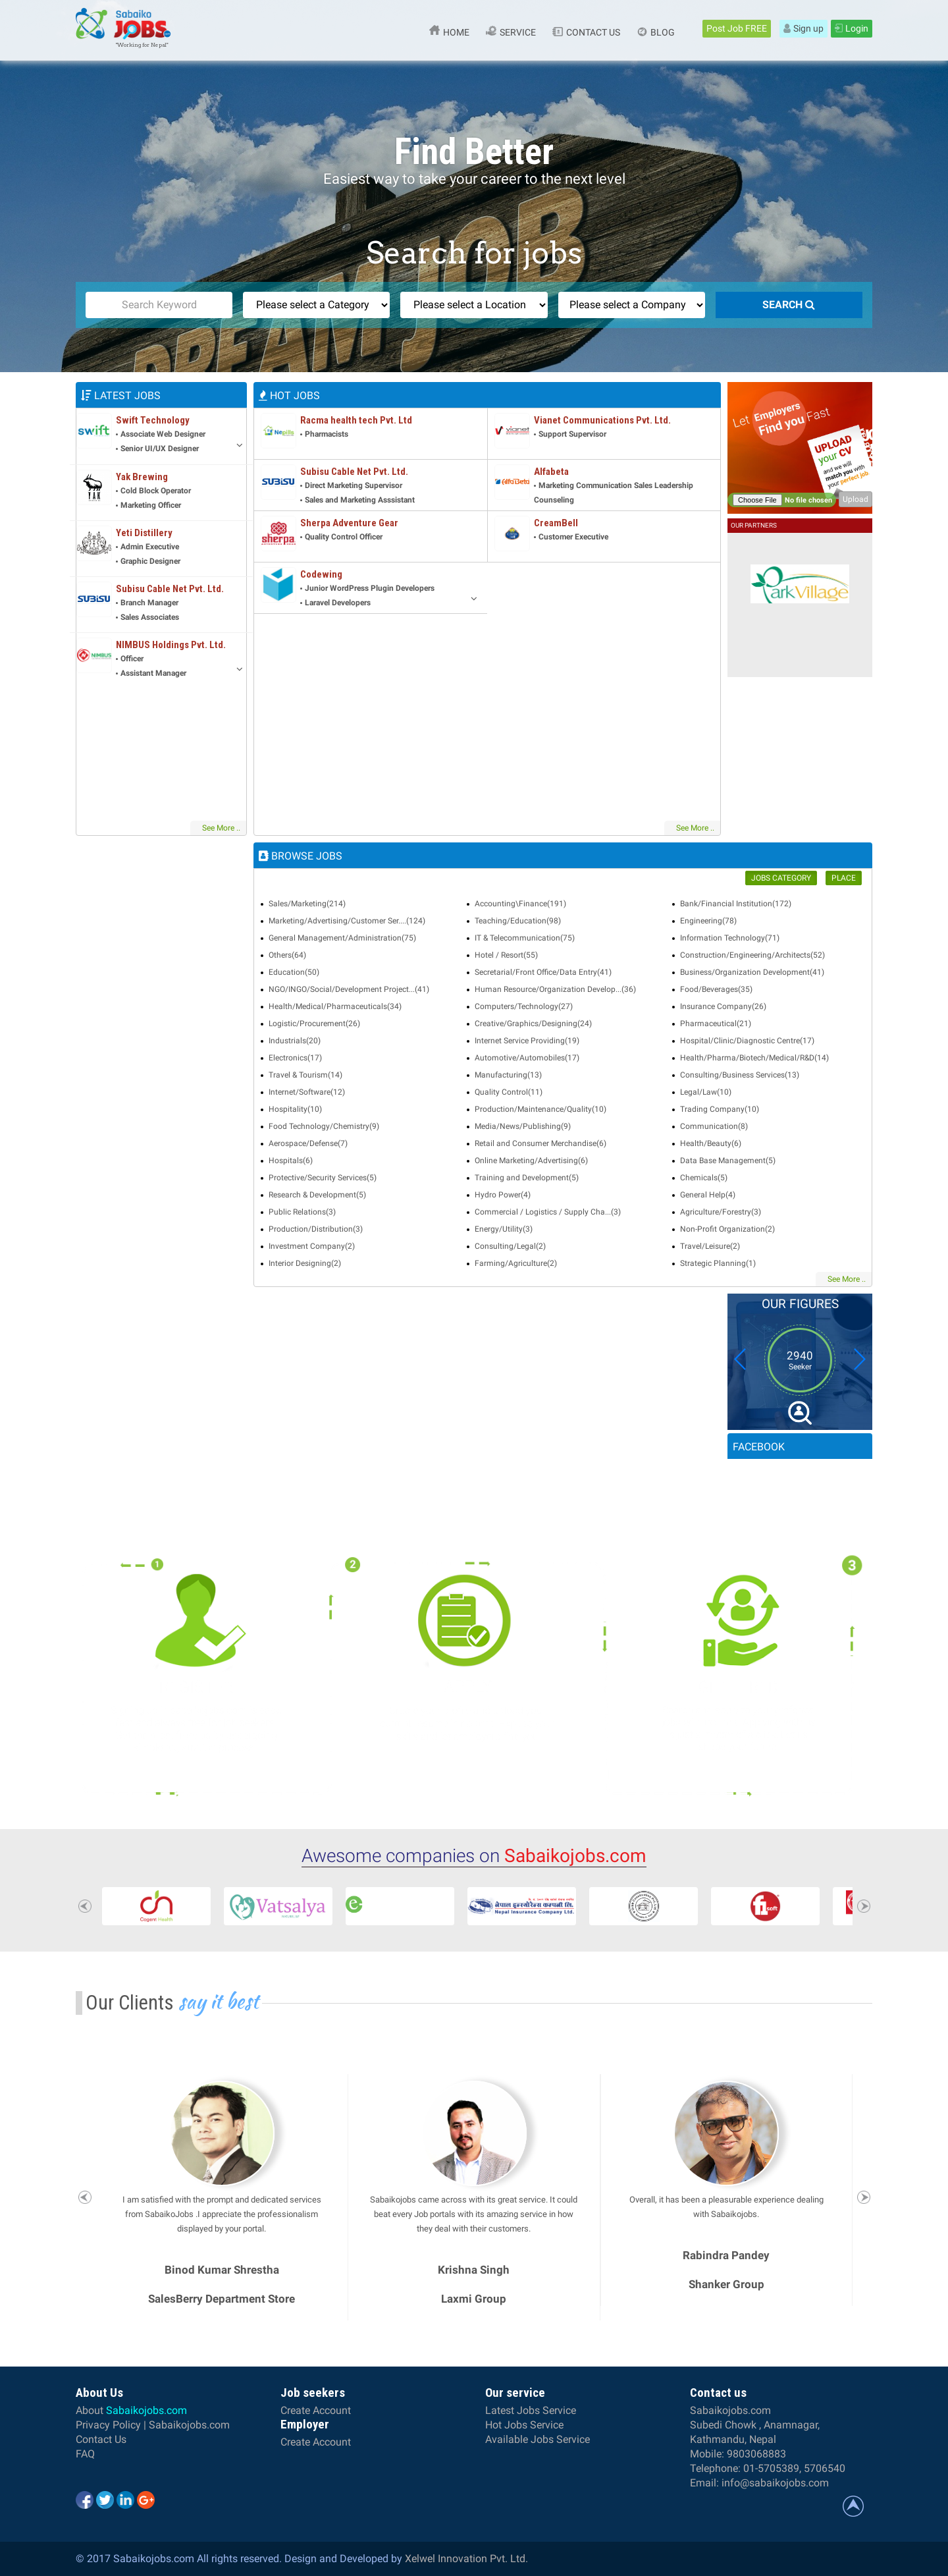 Sabaiko
JOBS.com
"Working for Nepal"
HOME
SERVICE
CONTACT US
BLOG
Post Job FREE
Sign up
Login
Find Better
Easiest way to take your career to the next level
Search for jobs
DREAM JOB
Search Keyword
Please select a Category
Please select a Location
Please select a Company
SEARCH
LATEST JOBS
swift
Swift Technology
• Associate Web Designer
• Senior UI/UX Designer
YAK
Yak Brewing
• Cold Block Operator
• Marketing Officer
Yeti Distillery
• Admin Executive
• Graphic Designer
SUBISU
Subisu Cable Net Pvt. Ltd.
• Branch Manager
• Sales Associates
NIMBUS
NIMBUS Holdings Pvt. Ltd.
• Officer
• Assistant Manager
See More ..
HOT JOBS
Nepills
Racma health tech Pvt. Ltd
• Pharmacists
vianet
Vianet Communications Pvt. Ltd.
• Support Supervisor
SUBISU
Subisu Cable Net Pvt. Ltd.
• Direct Marketing Supervisor
• Sales and Marketing Asssistant
AlfaBeta
Alfabeta
• Marketing Communication Sales Leadership
Counseling
sherpa
Sherpa Adventure Gear
• Quality Control Officer
CreamBell
• Customer Executive
Codewing
• Junior WordPress Plugin Developers
• Laravel Developers
See More ..
Let Employers Find you Fast
UPLOAD
your CV
and we will
match you with
your perfect job.
Choose File
No file chosen
Upload
OUR PARTNERS
Park Village
BROWSE JOBS
JOBS CATEGORY
PLACE
Sales/Marketing(214)
Accounting\Finance(191)
Bank/Financial Institution(172)
Marketing/Advertising/Customer Ser....(124)
Teaching/Education(98)
Engineering(78)
General Management/Administration(75)
IT & Telecommunication(75)
Information Technology(71)
Others(64)
Hotel / Resort(55)
Construction/Engineering/Architects(52)
Education(50)
Secretarial/Front Office/Data Entry(41)
Business/Organization Development(41)
NGO/INGO/Social/Development Project...(41)
Human Resource/Organization Develop...(36)
Food/Beverages(35)
Health/Medical/Pharmaceuticals(34)
Computers/Technology(27)
Insurance Company(26)
Logistic/Procurement(26)
Creative/Graphics/Designing(24)
Pharmaceutical(21)
Industrials(20)
Internet Service Providing(19)
Hospital/Clinic/Diagnostic Centre(17)
Electronics(17)
Automotive/Automobiles(17)
Health/Pharma/Biotech/Medical/R&D(14)
Travel & Tourism(14)
Manufacturing(13)
Consulting/Business Services(13)
Internet/Software(12)
Quality Control(11)
Legal/Law(10)
Hospitality(10)
Production/Maintenance/Quality(10)
Trading Company(10)
Food Technology/Chemistry(9)
Media/News/Publishing(9)
Communication(8)
Aerospace/Defense(7)
Retail and Consumer Merchandise(6)
Health/Beauty(6)
Hospitals(6)
Online Marketing/Advertising(6)
Data Base Management(5)
Protective/Security Services(5)
Training and Development(5)
Chemicals(5)
Research & Development(5)
Hydro Power(4)
General Help(4)
Public Relations(3)
Commercial / Logistics / Supply Cha...(3)
Agriculture/Forestry(3)
Production/Distribution(3)
Energy/Utility(3)
Non-Profit Organization(2)
Investment Company(2)
Consulting/Legal(2)
Travel/Leisure(2)
Interior Designing(2)
Farming/Agriculture(2)
Strategic Planning(1)
See More ..
OUR FIGURES
2940
Seeker
FACEBOOK
1
2
3
Awesome companies on Sabaikojobs.com
Cogent Health
Vatsalya
e-
नेपाल इन्स्योरेन्स कम्पनी लि.
Nepal Insurance Company Ltd.
f1soft
Our Clients say it best
I am satisfied with the prompt and dedicated services
from SabaikoJobs .I appreciate the professionalism
displayed by your portal.
Binod Kumar Shrestha
SalesBerry Department Store
Sabaikojobs came across with its great service. It could
beat every Job portals with its amazing service in how
they deal with their customers.
Krishna Singh
Laxmi Group
Overall, it has been a pleasurable experience dealing
with Sabaikojobs.
Rabindra Pandey
Shanker Group
About Us
About Sabaikojobs.com
Privacy Policy | Sabaikojobs.com
Contact Us
FAQ
Job seekers
Create Account
Employer
Create Account
Our service
Latest Jobs Service
Hot Jobs Service
Available Jobs Service
Contact us
Sabaikojobs.com
Subedi Chowk , Anamnagar,
Kathmandu, Nepal
Mobile: 9803068883
Telephone: 01-5705389, 5706540
Email: info@sabaikojobs.com
© 2017 Sabaikojobs.com All rights reserved. Design and Developed by Xelwel Innovation Pvt. Ltd.